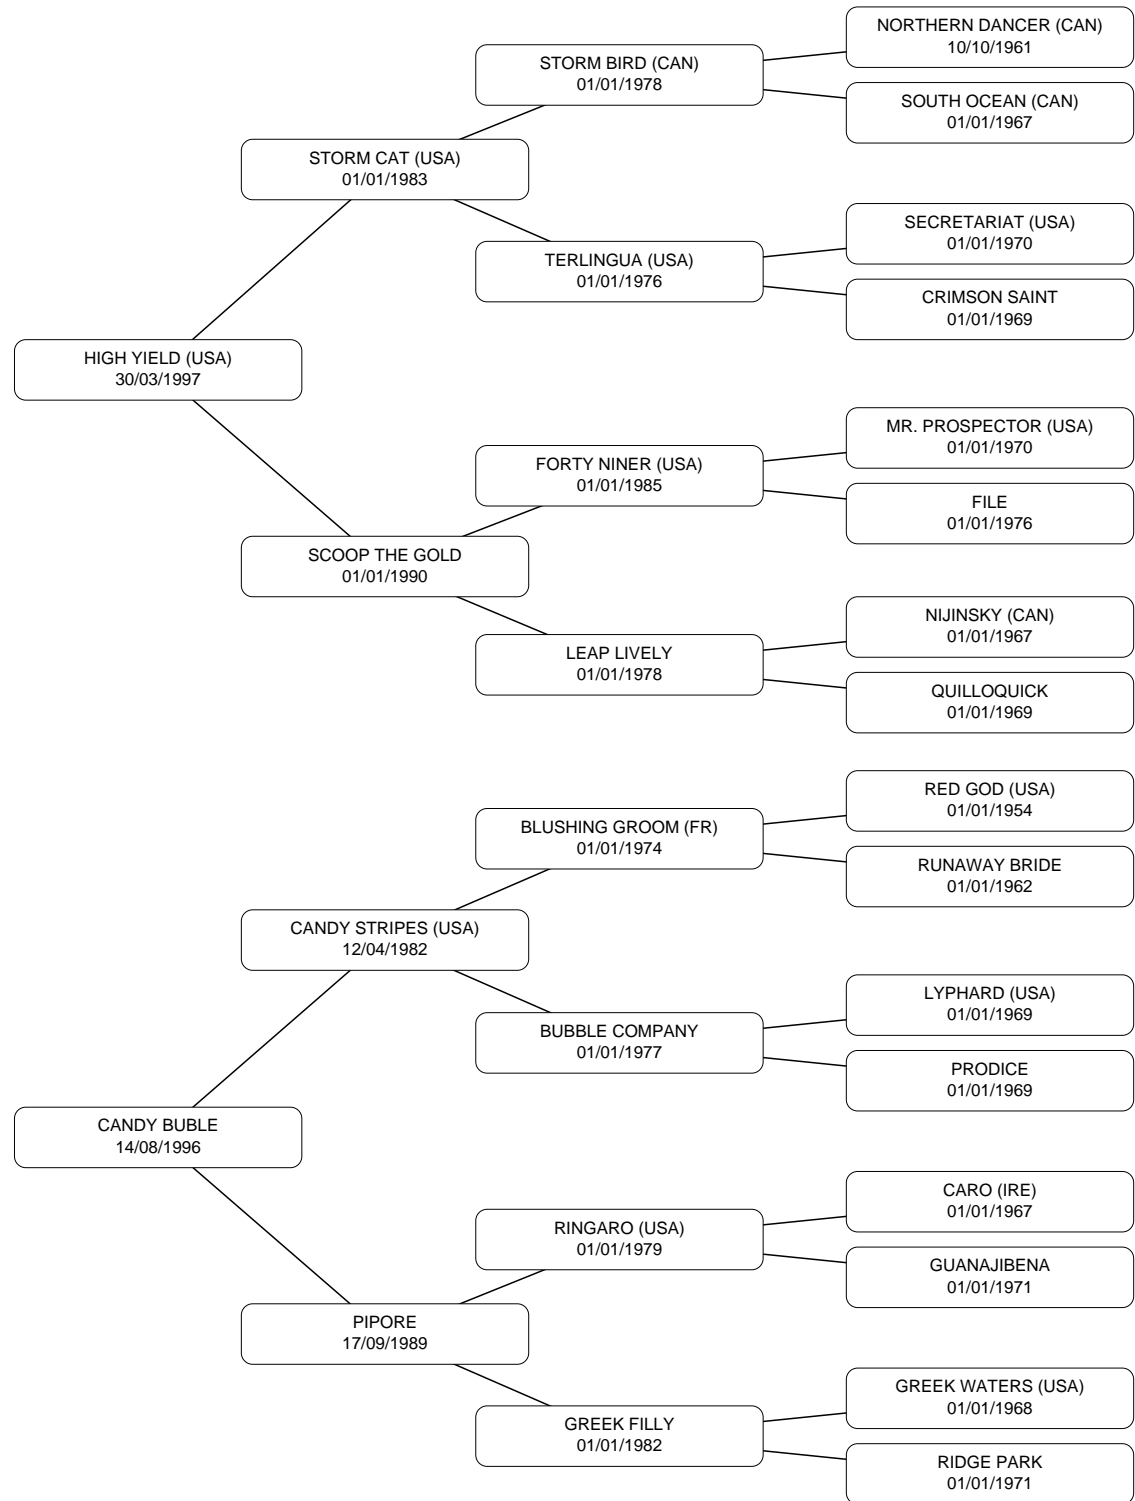 NORTHERN DANCER (CAN)
10/10/1961
STORM BIRD (CAN)
01/01/1978
SOUTH OCEAN (CAN)
01/01/1967
STORM CAT (USA)
01/01/1983
SECRETARIAT (USA)
01/01/1970
TERLINGUA (USA)
01/01/1976
CRIMSON SAINT
01/01/1969
HIGH YIELD (USA)
30/03/1997
MR. PROSPECTOR (USA)
01/01/1970
FORTY NINER (USA)
01/01/1985
FILE
01/01/1976
SCOOP THE GOLD
01/01/1990
NIJINSKY (CAN)
01/01/1967
LEAP LIVELY
01/01/1978
QUILLOQUICK
01/01/1969
RED GOD (USA)
01/01/1954
BLUSHING GROOM (FR)
01/01/1974
RUNAWAY BRIDE
01/01/1962
CANDY STRIPES (USA)
12/04/1982
LYPHARD (USA)
01/01/1969
BUBBLE COMPANY
01/01/1977
PRODICE
01/01/1969
CANDY BUBLE
14/08/1996
CARO (IRE)
01/01/1967
RINGARO (USA)
01/01/1979
GUANAJIBENA
01/01/1971
PIPORE
17/09/1989
GREEK WATERS (USA)
01/01/1968
GREEK FILLY
01/01/1982
RIDGE PARK
01/01/1971